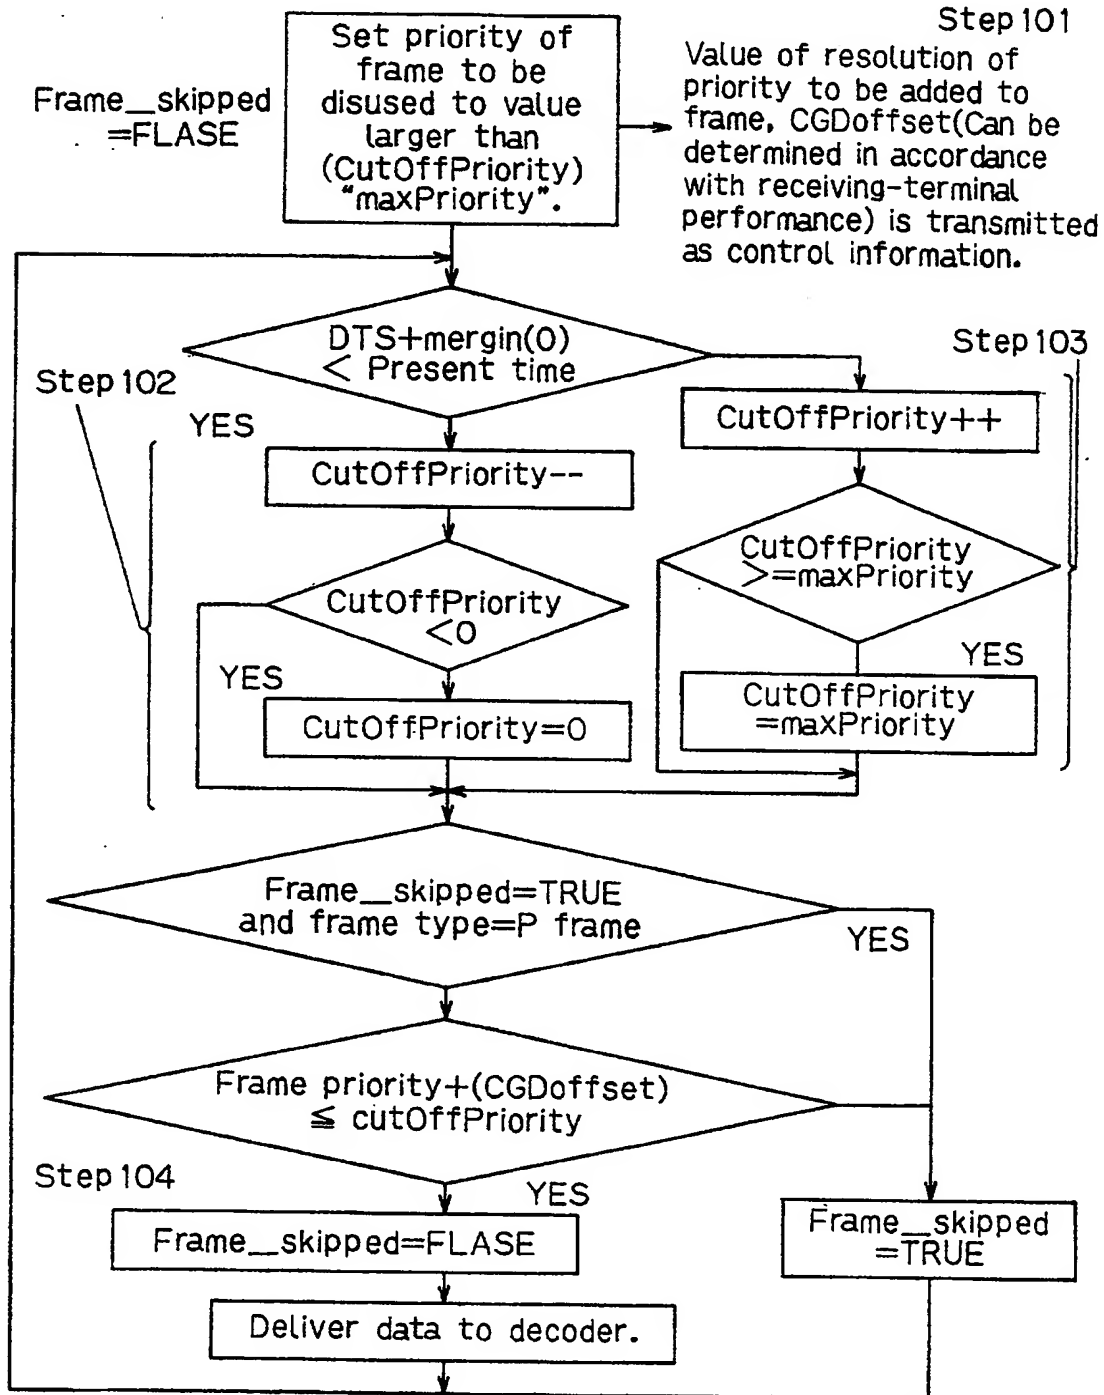 Step 101
Set priority of
frame to be
disused to value
larger than
(CutOffPriority)
"maxPriority".
Frame__skipped
=FLASE
Value of resolution of
priority to be added to
frame, CGDoffset(Can be
determined in accordance
with receiving-terminal
performance) is transmitted
as control information.
DTS+mergin(0)
< Present time
Step 103
Step 102
YES
CutOffPriority++
CutOffPriority--
CutOffPriority
>=maxPriority
CutOffPriority
<0
YES
YES
CutOffPriority=0
CutOffPriority
=maxPriority
Frame__skipped=TRUE
and frame type=P frame
YES
Frame priority+(CGDoffset)
≦ cutOffPriority
Step 104
YES
Frame__skipped=FLASE
Frame__skipped
=TRUE
Deliver data to decoder.